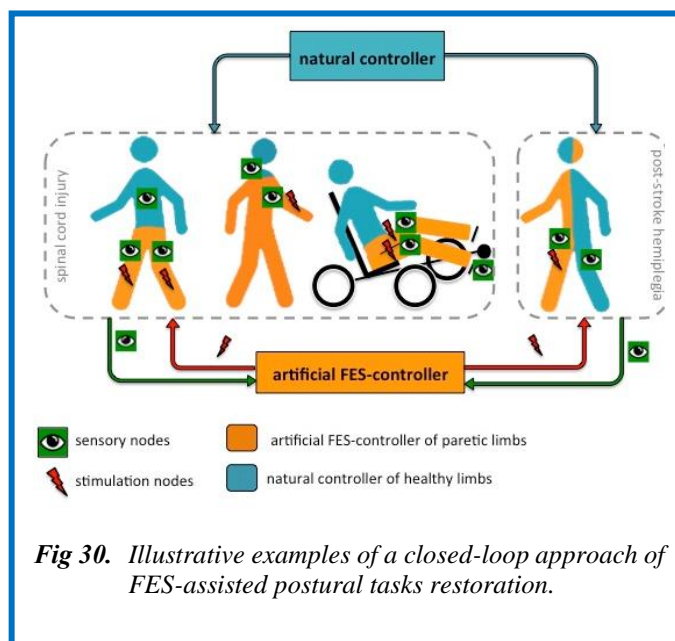 natural controller
spinal cord injury
post-stroke hemiplegia
artificial FES-controller
sensory nodes
artificial FES-controller of paretic limbs
stimulation nodes
natural controller of healthy limbs
Fig 30. Illustrative examples of a closed-loop approach of
FES-assisted postural tasks restoration.